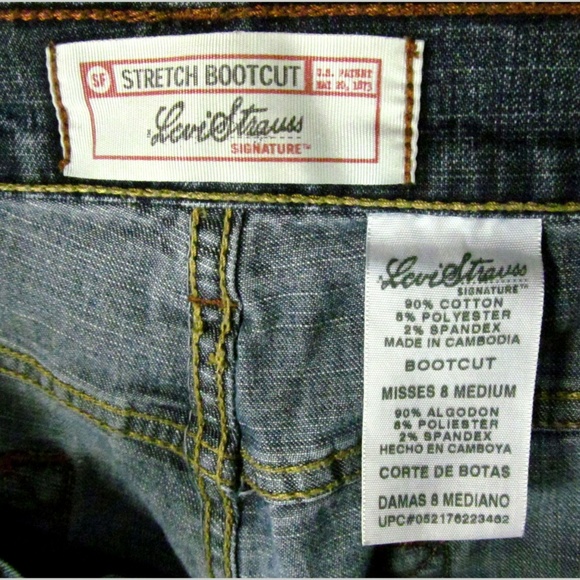 SF STRETCH BOOTCUT U.S. PATENT
MAY 20, 1873
Levi Strauss
SIGNATURE™
Levi Strauss
SIGNATURE™
90% COTTON
8% POLYESTER
2% SPANDEX
MADE IN CAMBODIA
BOOTCUT
MISSES 8 MEDIUM
90% ALGODON
8% POLIESTER
2% SPANDEX
HECHO EN CAMBOYA
CORTE DE BOTAS
DAMAS 8 MEDIANO
UPC#052176223462